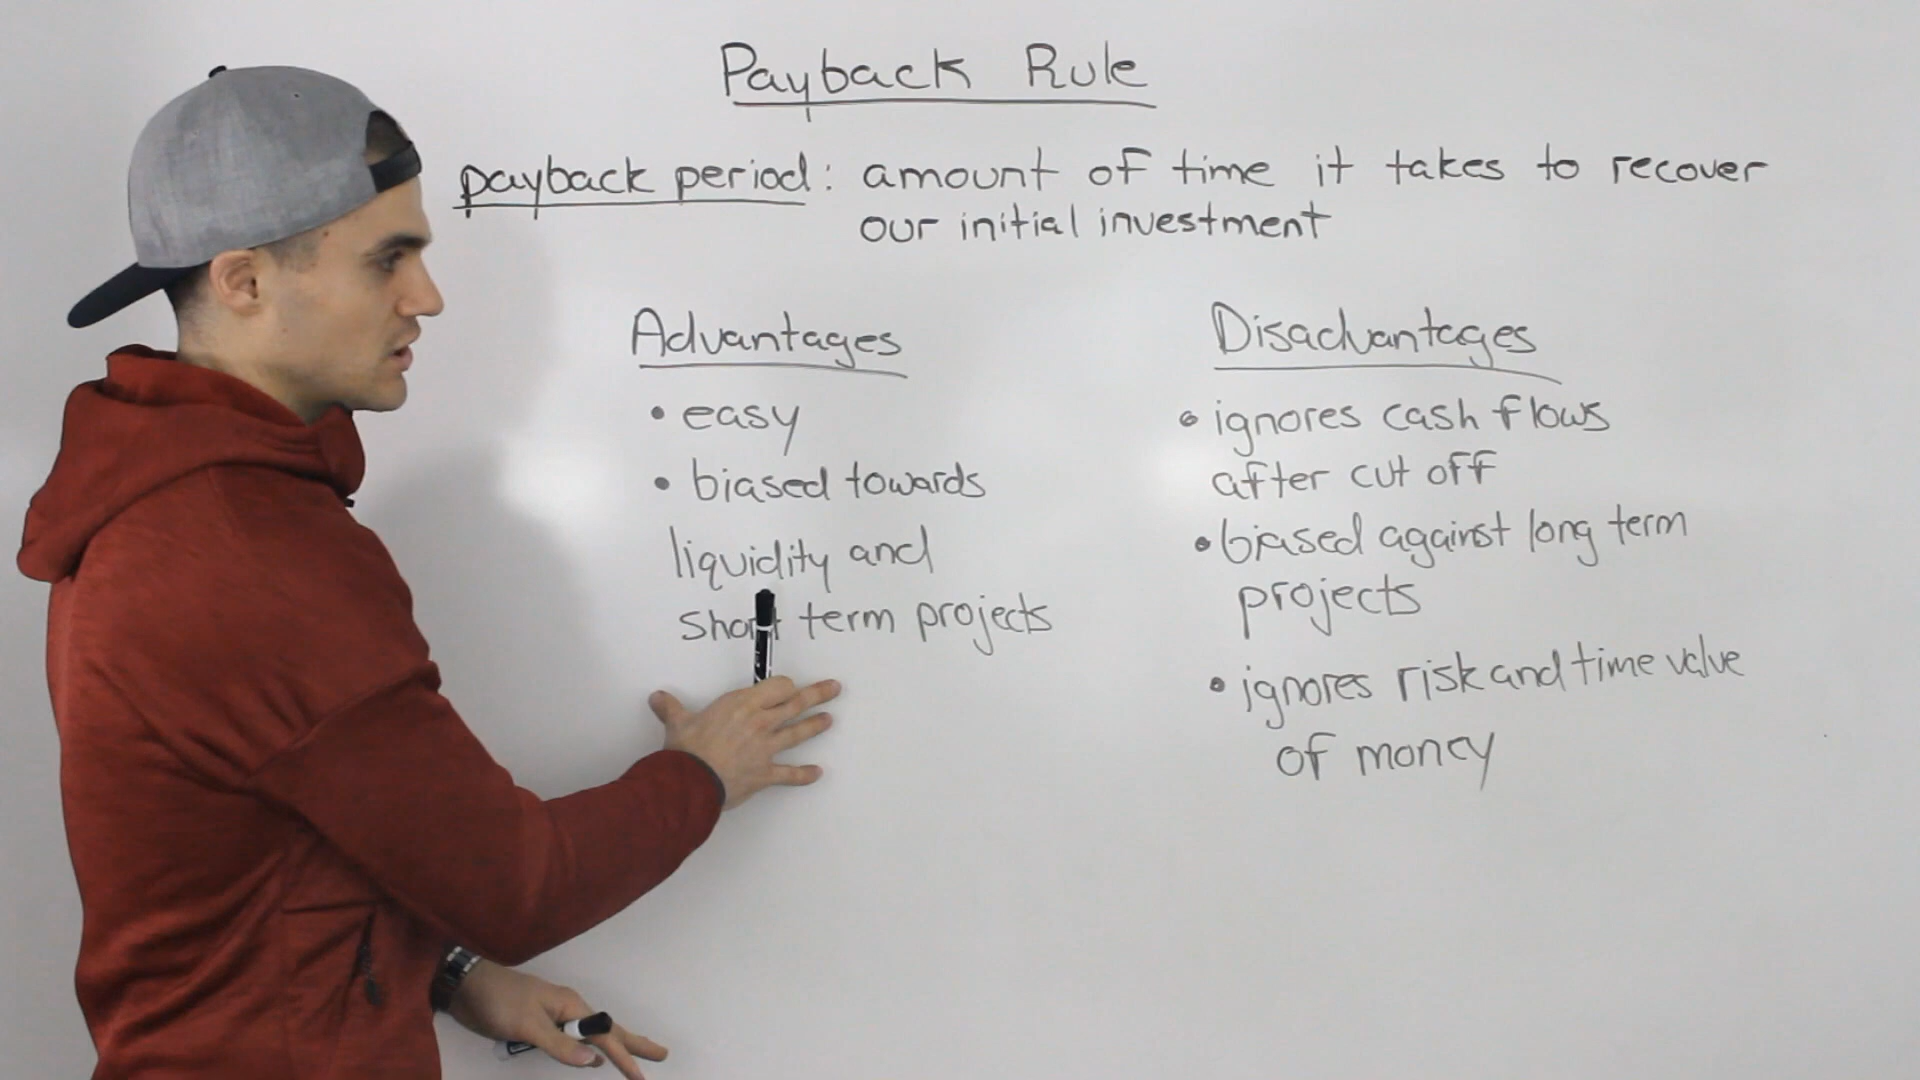 Payback Rule
payback period: amount of time it takes to recover
our initial investment
Advantages
• easy
• biased towards
liquidity and
short term projects
Disadvantages
• ignores cash flows
after cut off
• biased against long term
projects
• ignores risk and time value
of money